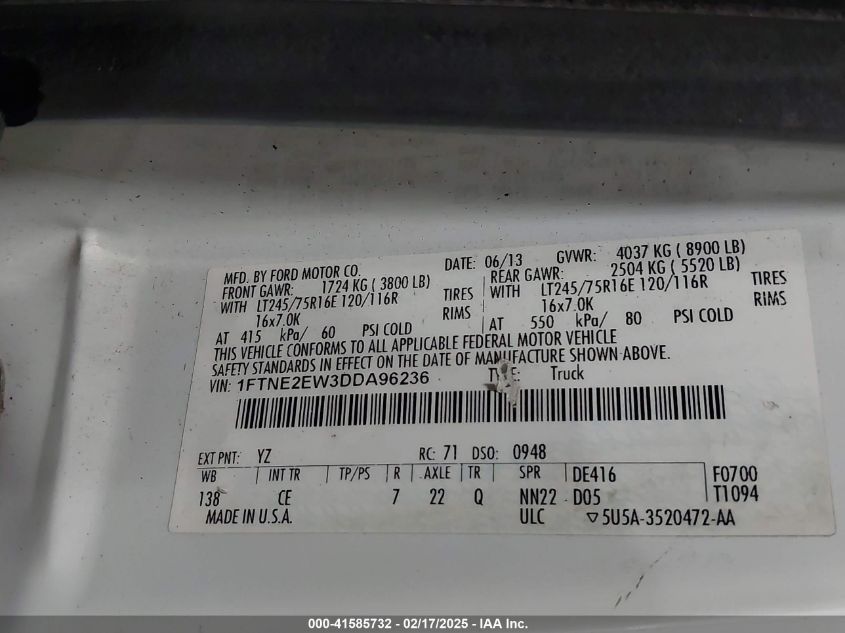 MFD. BY FORD MOTOR CO. DATE: 06/13 GVWR: 4037 KG ( 8900 LB)
FRONT GAWR: 1724 KG ( 3800 LB) REAR GAWR: 2504 KG ( 5520 LB)
WITH LT245/75R16E 120/116R TIRES WITH LT245/75R16E 120/116R TIRES
16x7.0K RIMS 16x7.0K RIMS
AT 415 kPa/ 60 PSI COLD AT 550 kPa/ 80 PSI COLD
THIS VEHICLE CONFORMS TO ALL APPLICABLE FEDERAL MOTOR VEHICLE
SAFETY STANDARDS IN EFFECT ON THE DATE OF MANUFACTURE SHOWN ABOVE.
VIN: 1FTNE2EW3DDA96236 TYPE: Truck
EXT PNT: YZ RC: 71 DSO: 0948
WB INT TR TP/PS R AXLE TR SPR DE416 F0700
138 CE 7 22 Q NN22 D05 T1094
MADE IN U.S.A. ULC ▽5U5A-3520472-AA
000-41585732 - 02/17/2025 - IAA Inc.